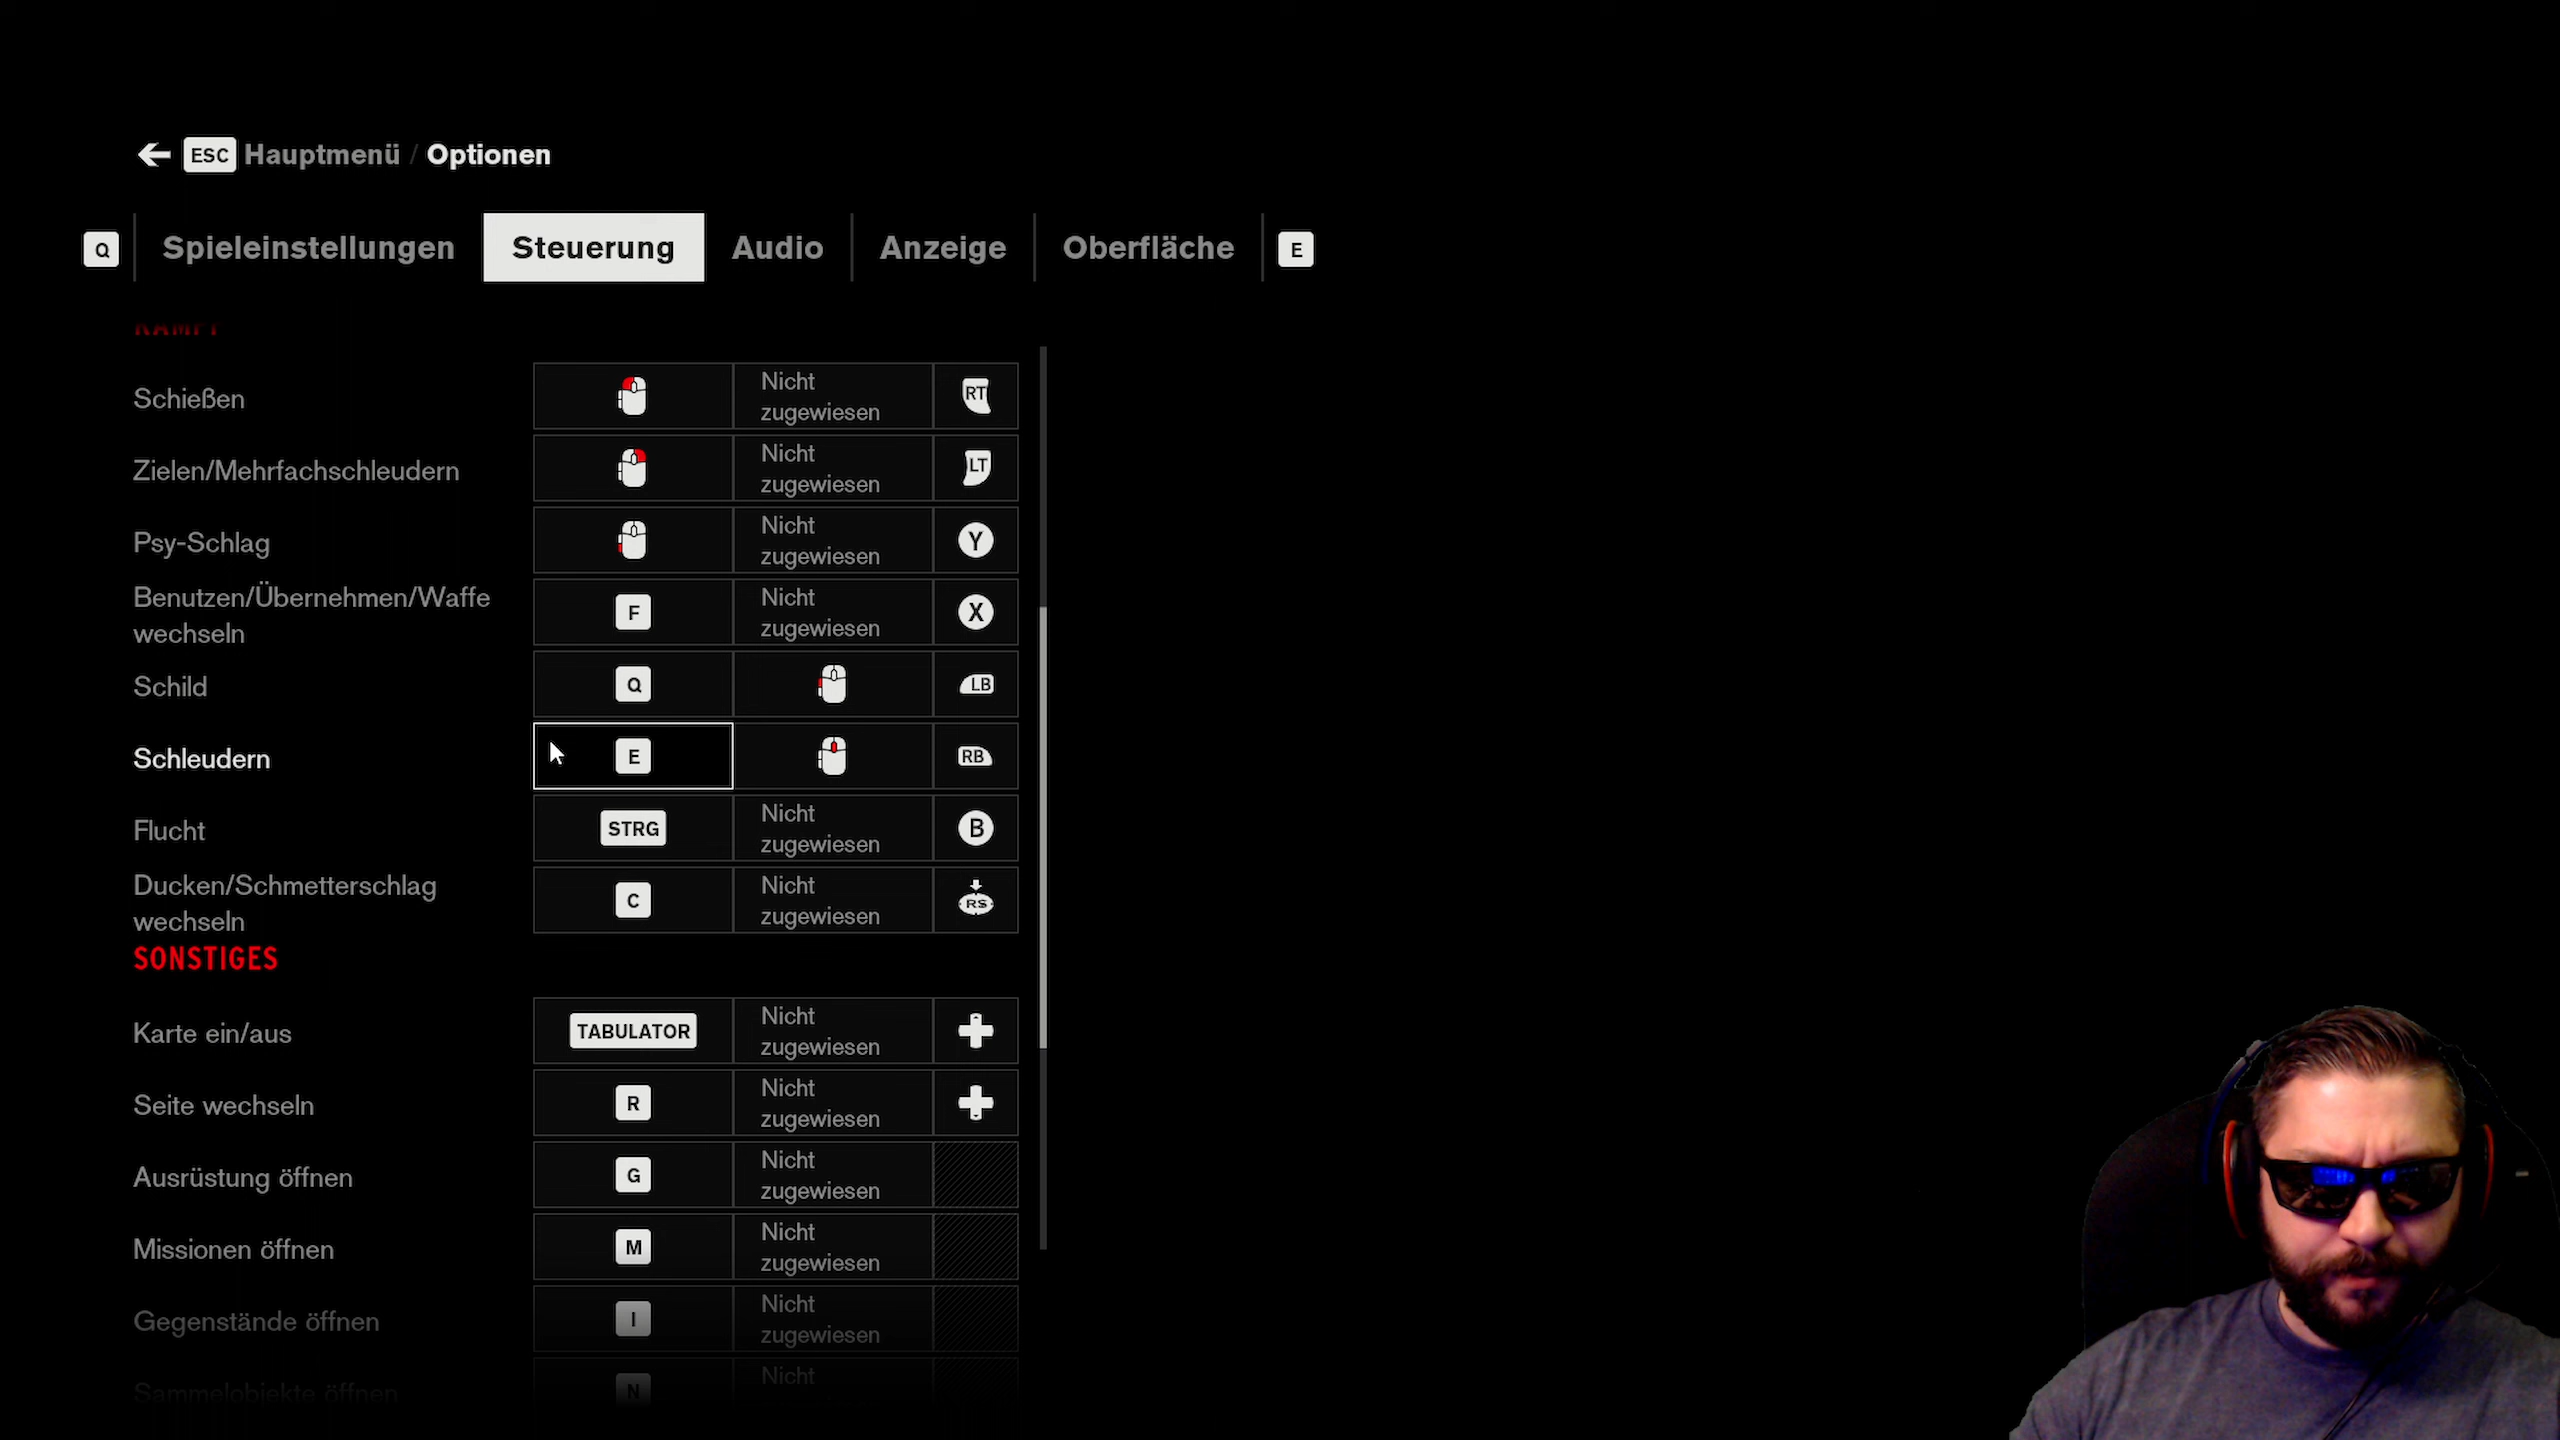 ESC Hauptmenü / Optionen
Q Spieleinstellungen Steuerung Audio Anzeige Oberfläche E
KAMPF
Schießen Nicht zugewiesen RT
Zielen/Mehrfachschleudern Nicht zugewiesen LT
Psy-Schlag Nicht zugewiesen Y
Benutzen/Übernehmen/Waffe wechseln F Nicht zugewiesen X
Schild Q LB
Schleudern E RB
Flucht STRG Nicht zugewiesen B
Ducken/Schmetterschlag wechseln C Nicht zugewiesen RS
SONSTIGES
Karte ein/aus TABULATOR Nicht zugewiesen
Seite wechseln R Nicht zugewiesen
Ausrüstung öffnen G Nicht zugewiesen
Missionen öffnen M Nicht zugewiesen
Gegenstände öffnen I Nicht zugewiesen
Sammelobjekte öffnen N Nicht